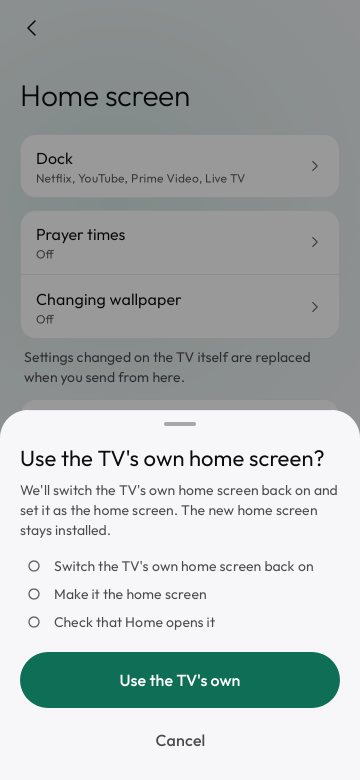 Home screen
Dock
Netflix, YouTube, Prime Video, Live TV
Prayer times
Off
Changing wallpaper
Off
Settings changed on the TV itself are replaced
when you send from here.
Use the TV's own home screen?
We'll switch the TV's own home screen back on and
set it as the home screen. The new home screen
stays installed.
Switch the TV's own home screen back on
Make it the home screen
Check that Home opens it
Use the TV's own
Cancel